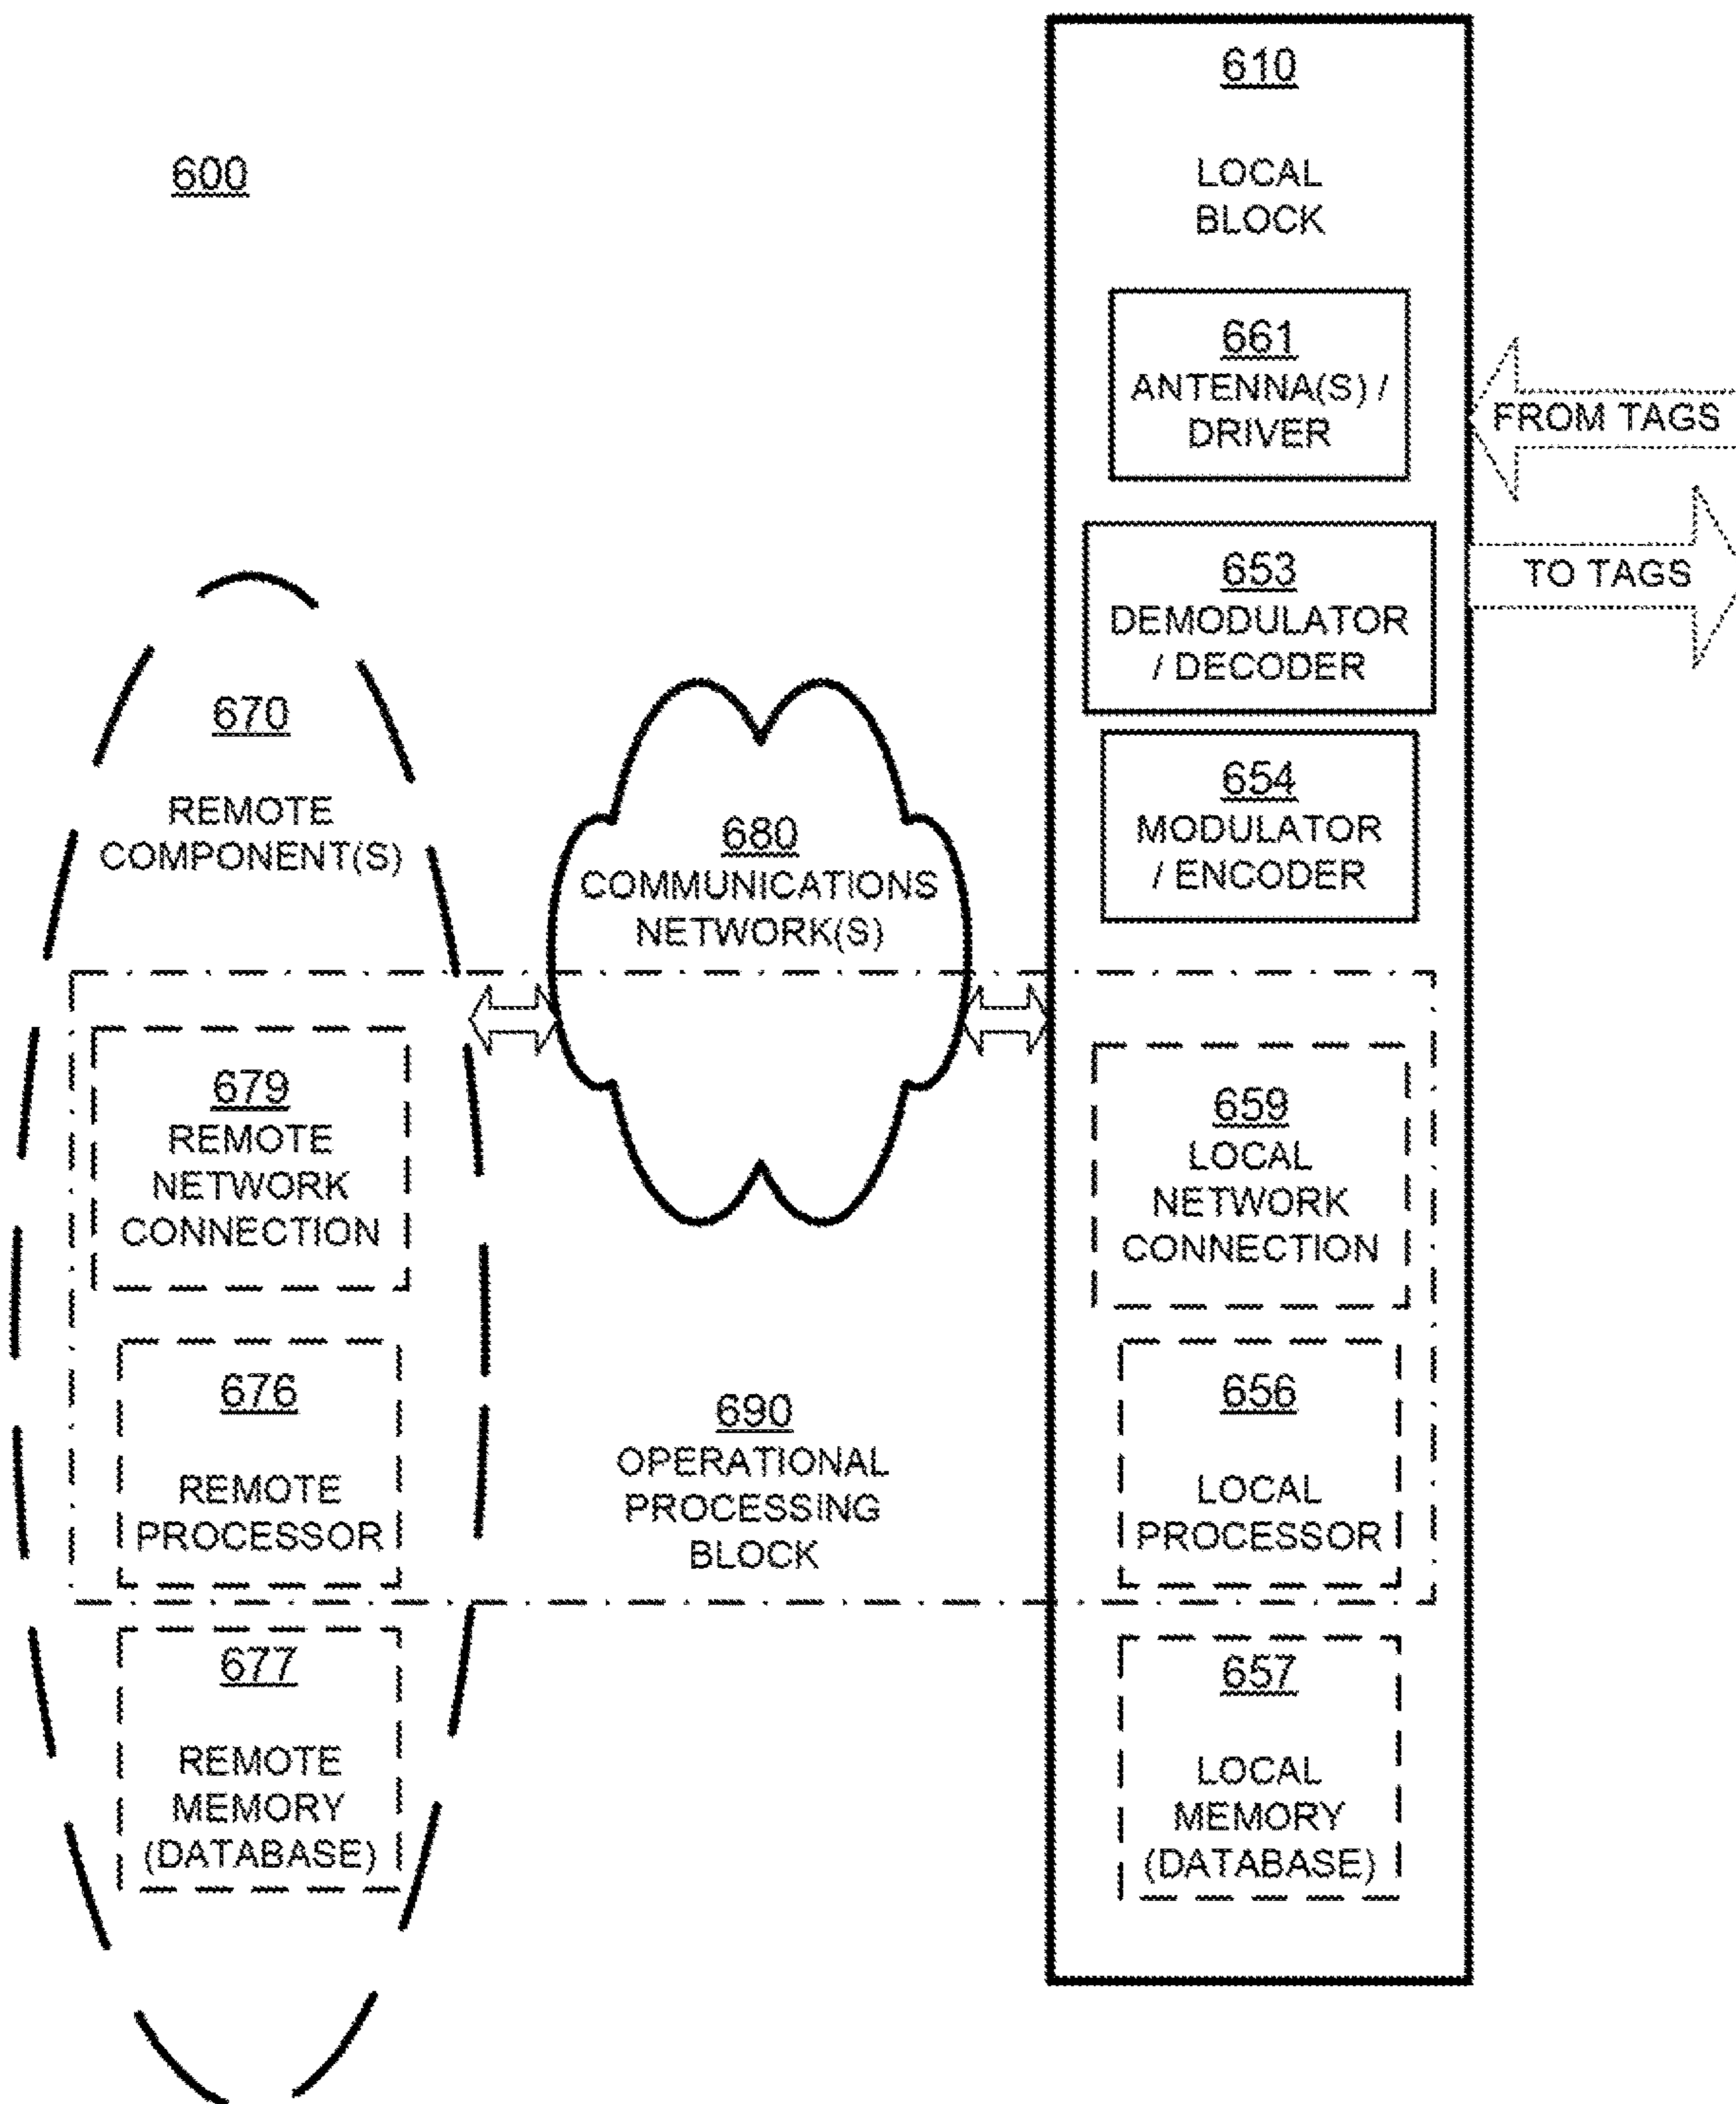 600
610
LOCAL
BLOCK
661
ANTENNA(S) /
DRIVER
FROM TAGS
653
DEMODULATOR
/ DECODER
TO TAGS
654
MODULATOR
/ ENCODER
670
REMOTE
COMPONENT(S)
680
COMMUNICATIONS
NETWORK(S)
679
REMOTE
NETWORK
CONNECTION
659
LOCAL
NETWORK
CONNECTION
676
REMOTE
PROCESSOR
690
OPERATIONAL
PROCESSING
BLOCK
656
LOCAL
PROCESSOR
677
REMOTE
MEMORY
(DATABASE)
657
LOCAL
MEMORY
(DATABASE)